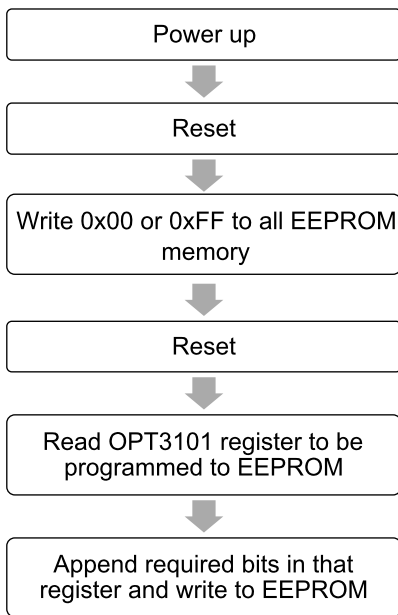 Power up
Reset
Write 0x00 or 0xFF to all EEPROM
memory
Reset
Read OPT3101 register to be
programmed to EEPROM
Append required bits in that
register and write to EEPROM